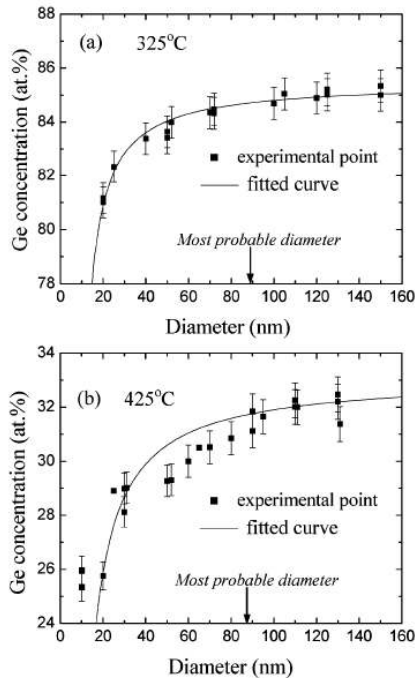 (a) 325°C
Ge concentration (at.%)
88
86
84
82
80
78
■ experimental point
— fitted curve
Most probable diameter
0 20 40 60 80 100 120 140 160
Diameter (nm)
(b) 425°C
Ge concentration (at.%)
34
32
30
28
26
24
■ experimental point
— fitted curve
Most probable diameter
0 20 40 60 80 100 120 140 160
Diameter (nm)